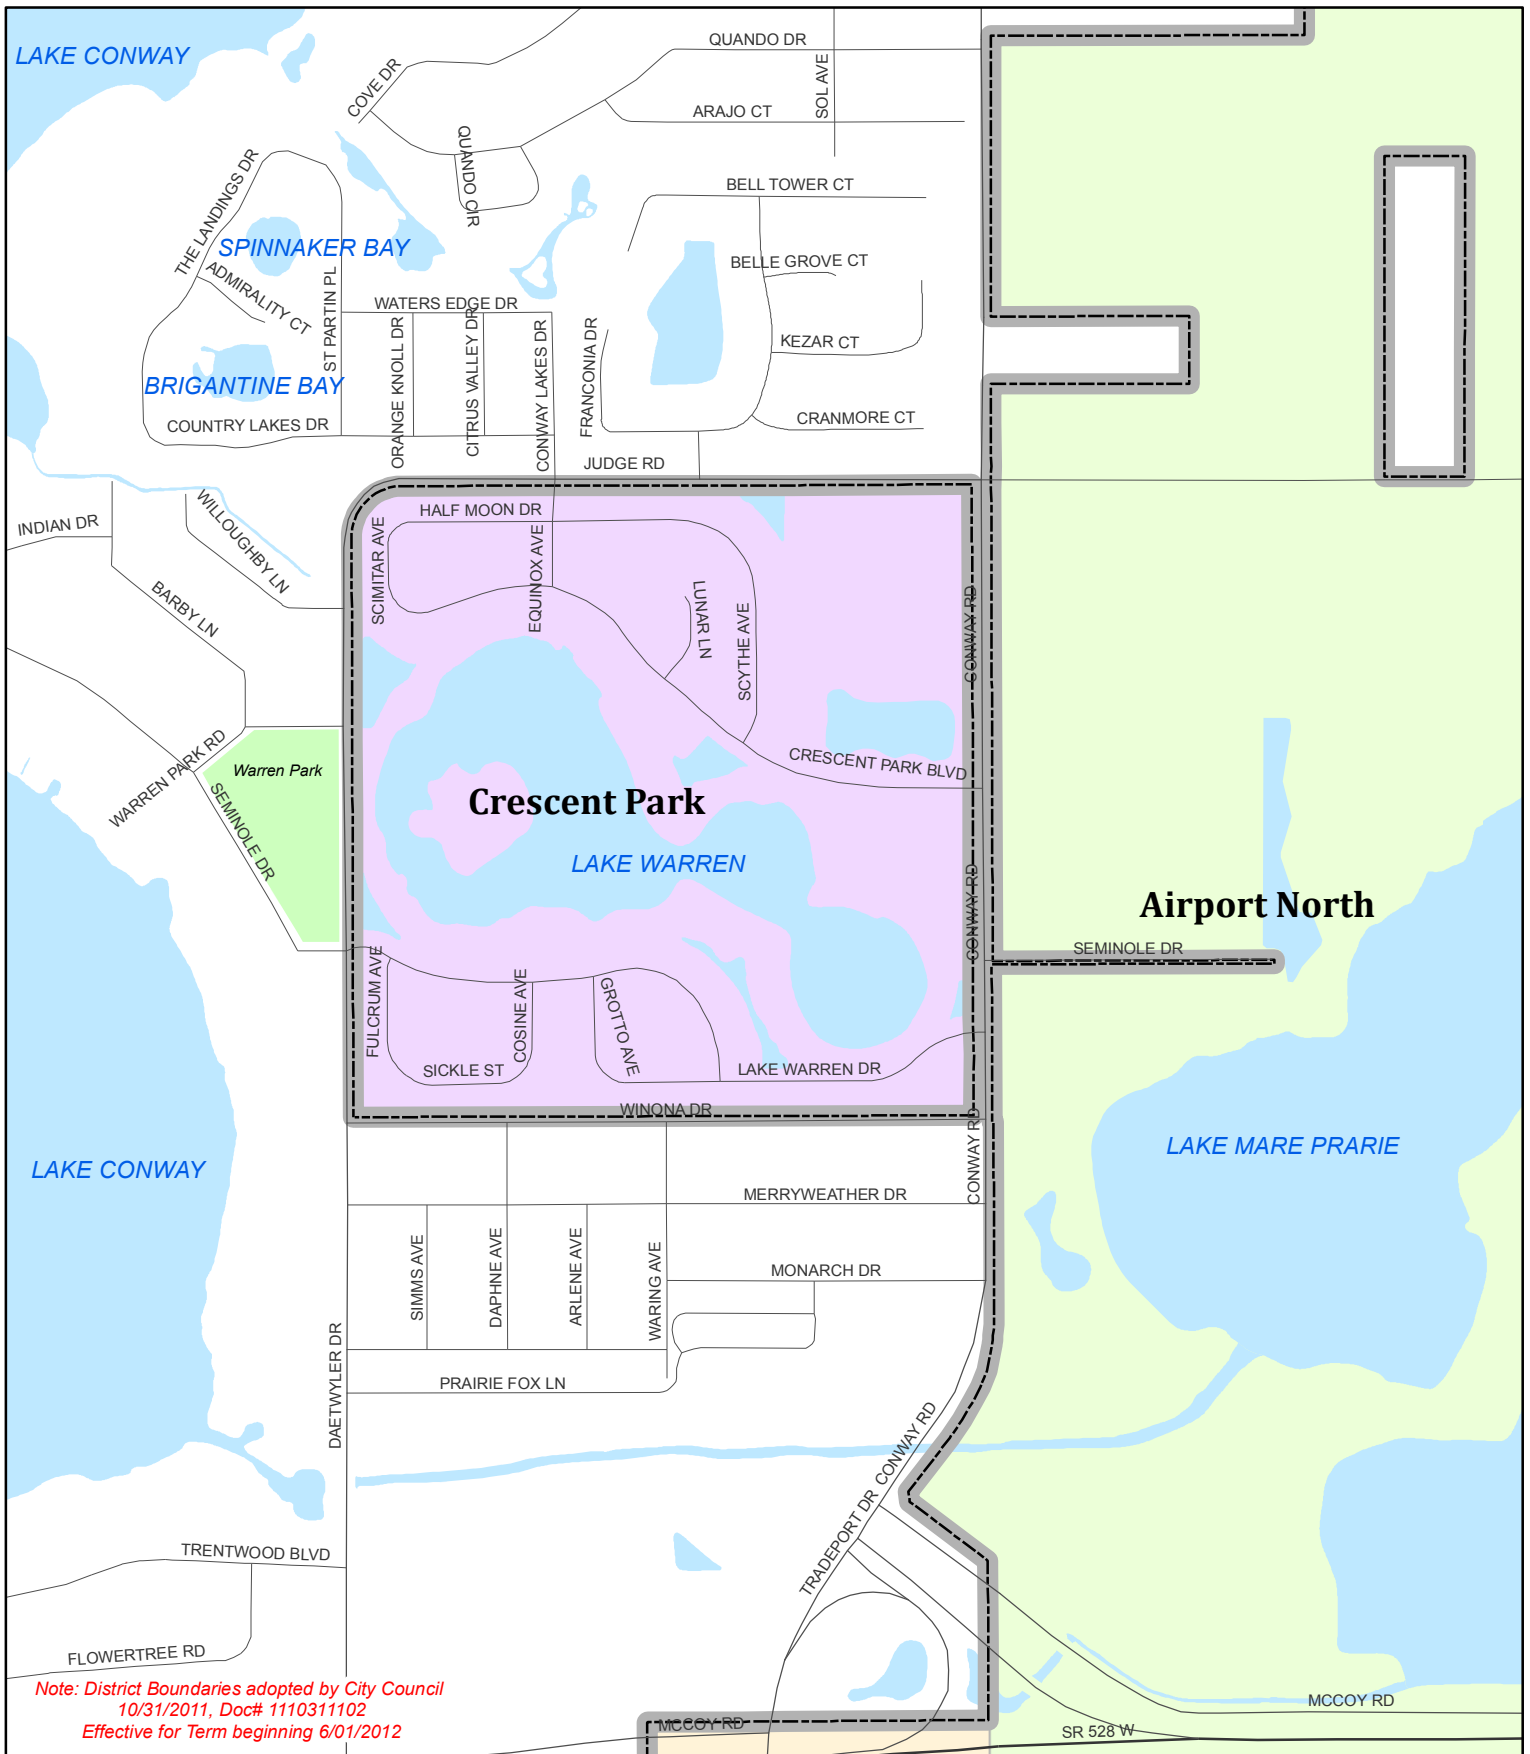 LAKE CONWAY
QUANDO DR
SOL AVE
COVE DR
ARAJO CT
QUANDO CIR
THE LANDINGS DR
BELL TOWER CT
SPINNAKER BAY
ADMIRALITY CT
ST PARTIN PL
BELLE GROVE CT
WATERS EDGE DR
ORANGE KNOLL DR
CITRUS VALLEY DR
CONWAY LAKES DR
FRANCONIA DR
KEZAR CT
BRIGANTINE BAY
COUNTRY LAKES DR
CRANMORE CT
JUDGE RD
INDIAN DR
WILLOUGHBY LN
HALF MOON DR
SCIMITAR AVE
EQUINOX AVE
BARBY LN
LUNAR LN
SCYTHE AVE
CONWAY RD
WARREN PARK RD
Warren Park
SEMINOLE DR
CRESCENT PARK BLVD
Crescent Park
LAKE WARREN
CONWAY RD
Airport North
SEMINOLE DR
FULCRUM AVE
COSINE AVE
GROTTO AVE
SICKLE ST
LAKE WARREN DR
WINONA DR
CONWAY RD
LAKE CONWAY
LAKE MARE PRARIE
MERRYWEATHER DR
SIMMS AVE
DAPHNE AVE
ARLENE AVE
WARING AVE
MONARCH DR
DAETWYLER DR
PRAIRIE FOX LN
CONWAY RD
TRADEPORT DR
TRENTWOOD BLVD
FLOWERTREE RD
Note: District Boundaries adopted by City Council
10/31/2011, Doc# 1110311102
Effective for Term beginning 6/01/2012
MCCOY RD
MCCOY RD
SR 528 W